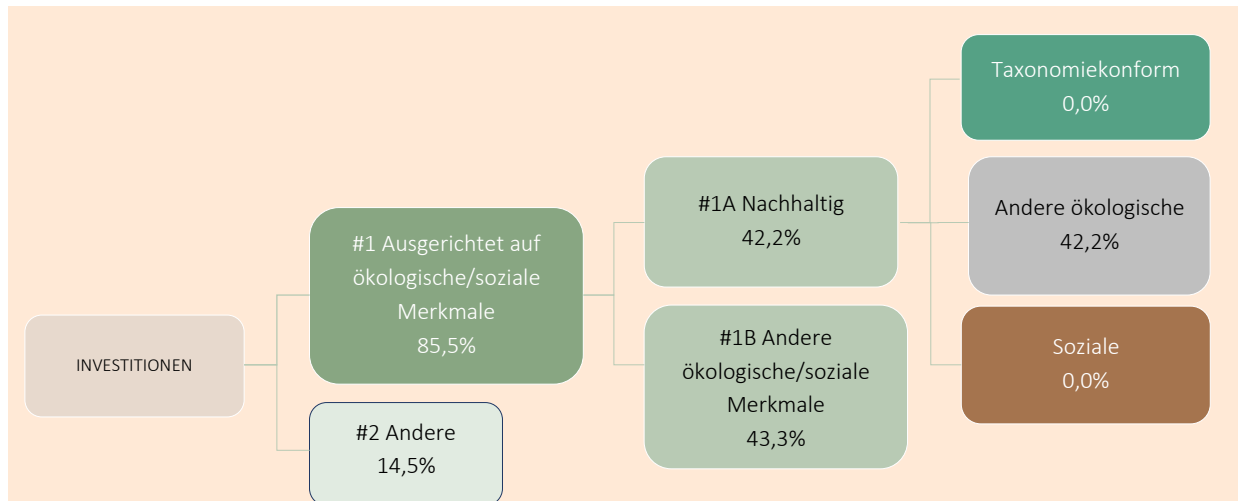 INVESTITIONEN
#1 Ausgerichtet auf
ökologische/soziale
Merkmale
85,5%
#2 Andere
14,5%
#1A Nachhaltig
42,2%
#1B Andere
ökologische/soziale
Merkmale
43,3%
Taxonomiekonform
0,0%
Andere ökologische
42,2%
Soziale
0,0%